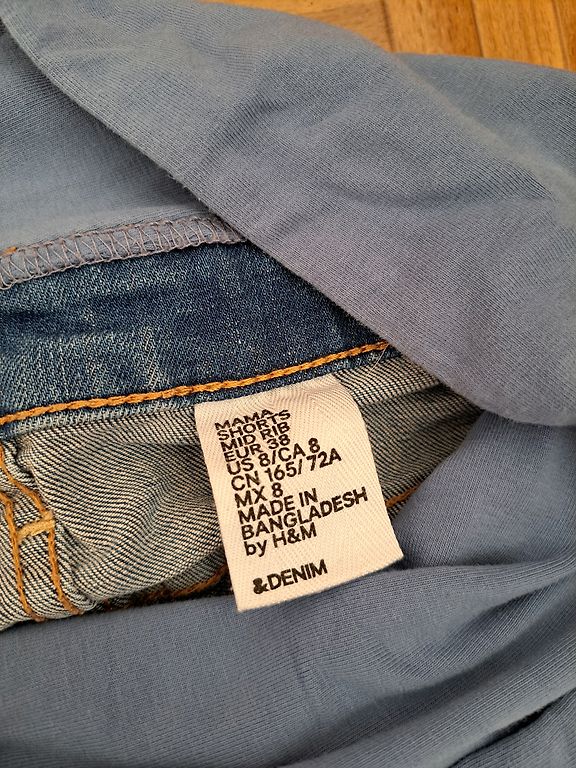 MAMA
SHORTS
MID RIB
EUR 38
US 8/CA 8
CN 165/72A
MX 8
MADE IN
BANGLADESH
by H&M
&DENIM